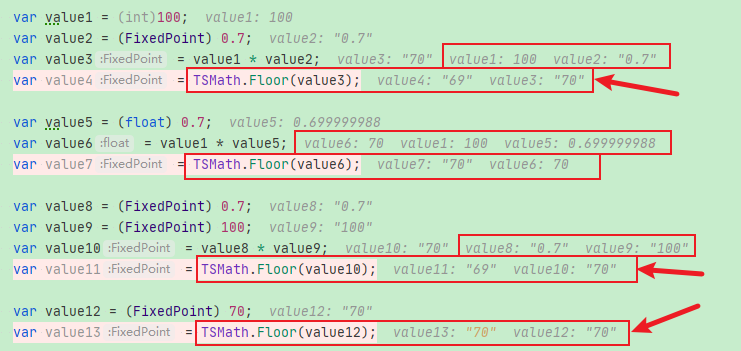 var value1 = (int)100; value1: 100
var value2 = (FixedPoint) 0.7; value2: "0.7"
var value3 :FixedPoint = value1 * value2; value3: "70" value1: 100 value2: "0.7"
var value4 :FixedPoint = TSMath.Floor(value3); value4: "69" value3: "70"
var value5 = (float) 0.7; value5: 0.699999988
var value6 :float = value1 * value5; value6: 70 value1: 100 value5: 0.699999988
var value7 :FixedPoint = TSMath.Floor(value6); value7: "70" value6: 70
var value8 = (FixedPoint) 0.7; value8: "0.7"
var value9 = (FixedPoint) 100; value9: "100"
var value10 :FixedPoint = value8 * value9; value10: "70" value8: "0.7" value9: "100"
var value11 :FixedPoint = TSMath.Floor(value10); value11: "69" value10: "70"
var value12 = (FixedPoint) 70; value12: "70"
var value13 :FixedPoint = TSMath.Floor(value12); value13: "70" value12: "70"